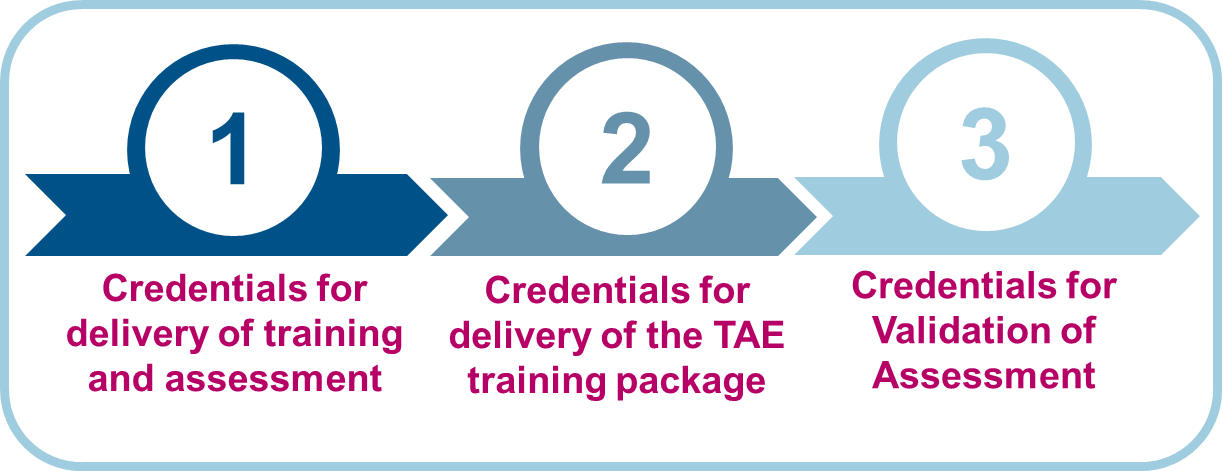 1
Credentials for
delivery of training
and assessment
2
Credentials for
delivery of the TAE
training package
3
Credentials for
Validation of
Assessment